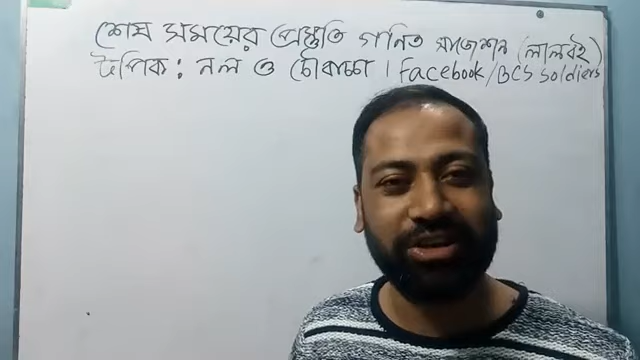 শেষ সময়ের প্রস্তুতি গণিত সাজেশন (লালবই)
টপিক: নল ও চৌবাচ্চা । Facebook/BCS Soldiers